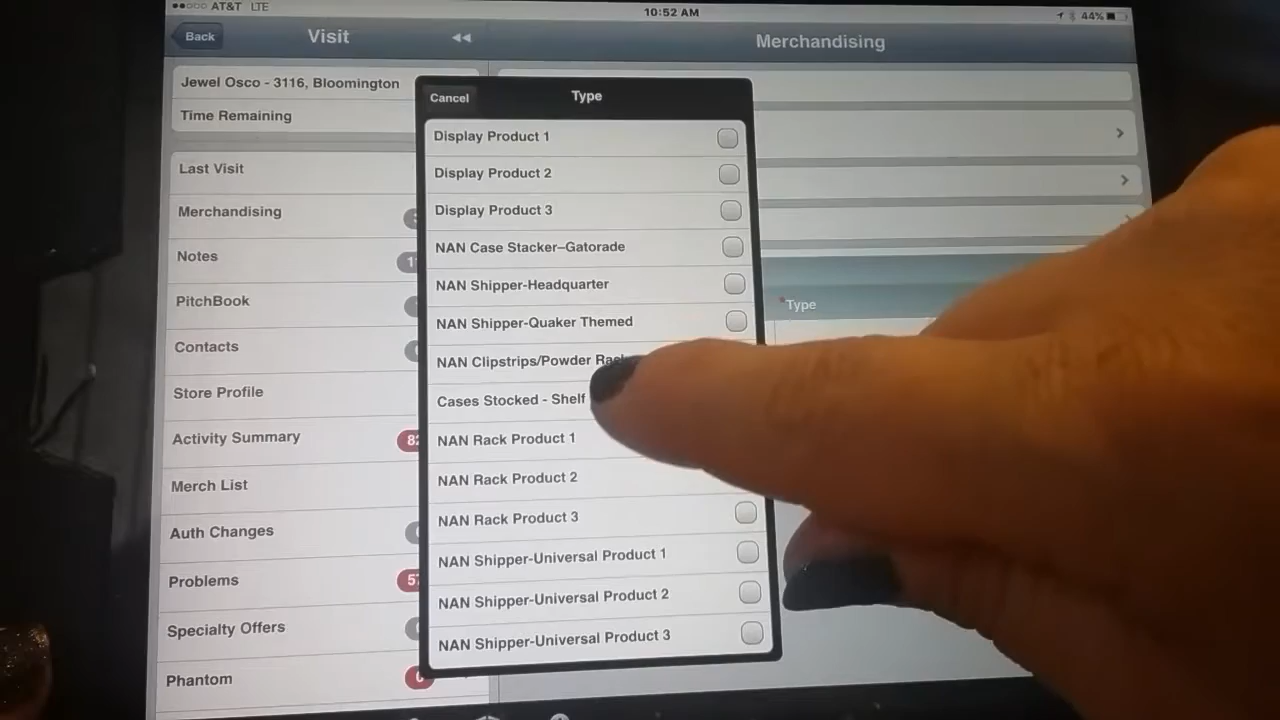 AT&T LTE
10:52 AM
44%
Back
Visit
Merchandising
Jewel Osco - 3116, Bloomington
Time Remaining
Last Visit
Merchandising
Notes
PitchBook
Contacts
Store Profile
Activity Summary
Merch List
Auth Changes
Problems
Specialty Offers
Phantom
Cancel
Type
Display Product 1
Display Product 2
Display Product 3
NAN Case Stacker–Gatorade
NAN Shipper-Headquarter
NAN Shipper-Quaker Themed
NAN Clipstrips/Powder
Cases Stocked - Shelf
NAN Rack Product 1
NAN Rack Product 2
NAN Rack Product 3
NAN Shipper-Universal Product 1
NAN Shipper-Universal Product 2
NAN Shipper-Universal Product 3
*Type